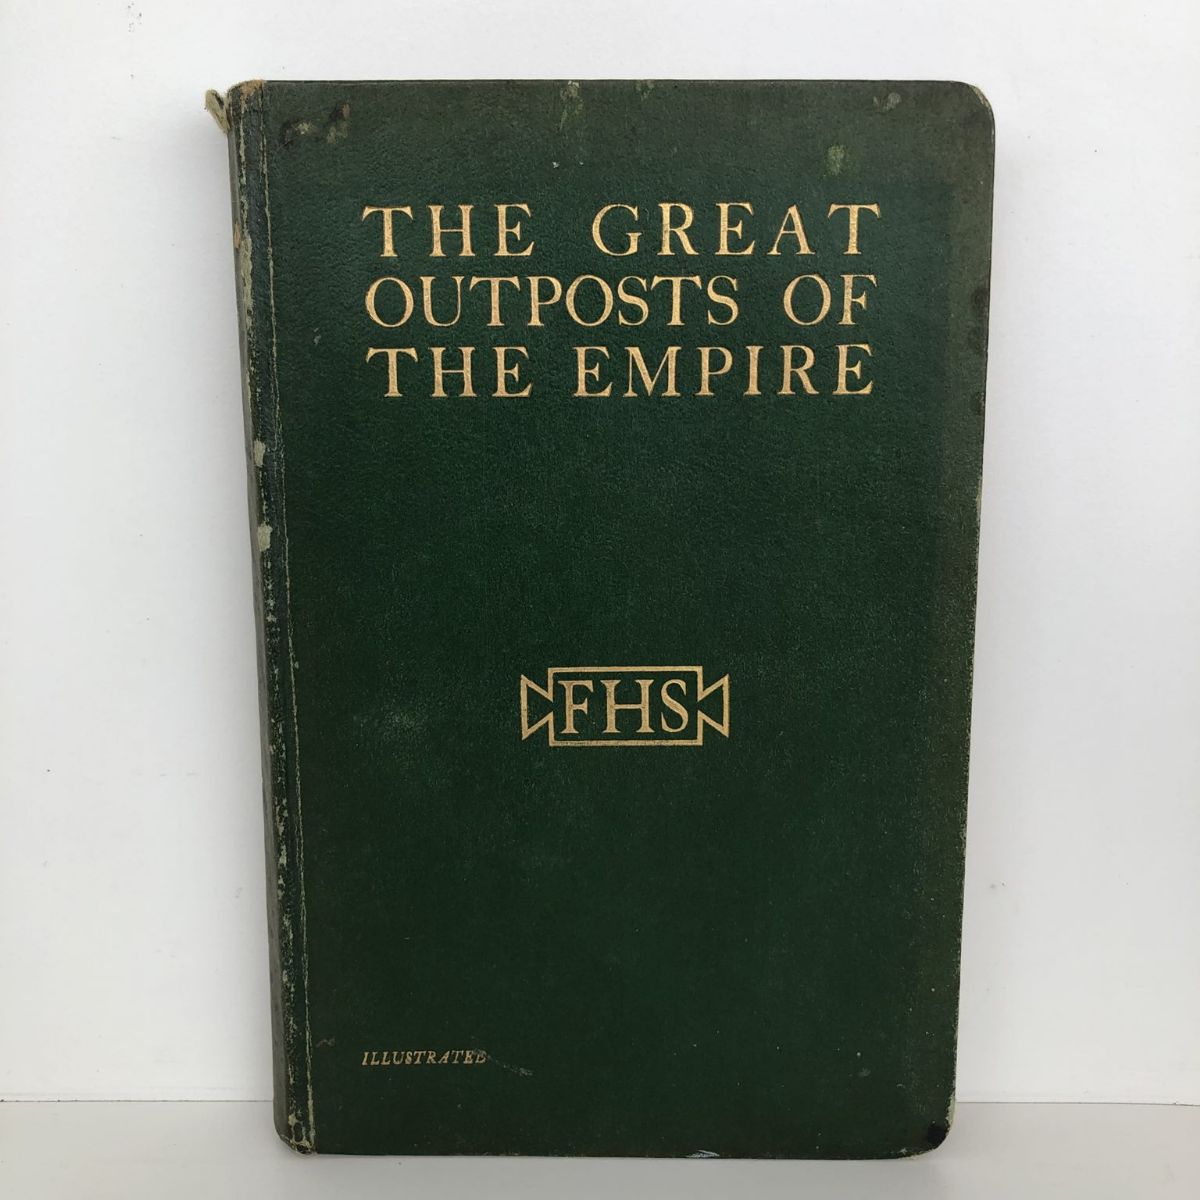 THE GREAT
OUTPOSTS OF
THE EMPIRE
FHS
ILLUSTRATED